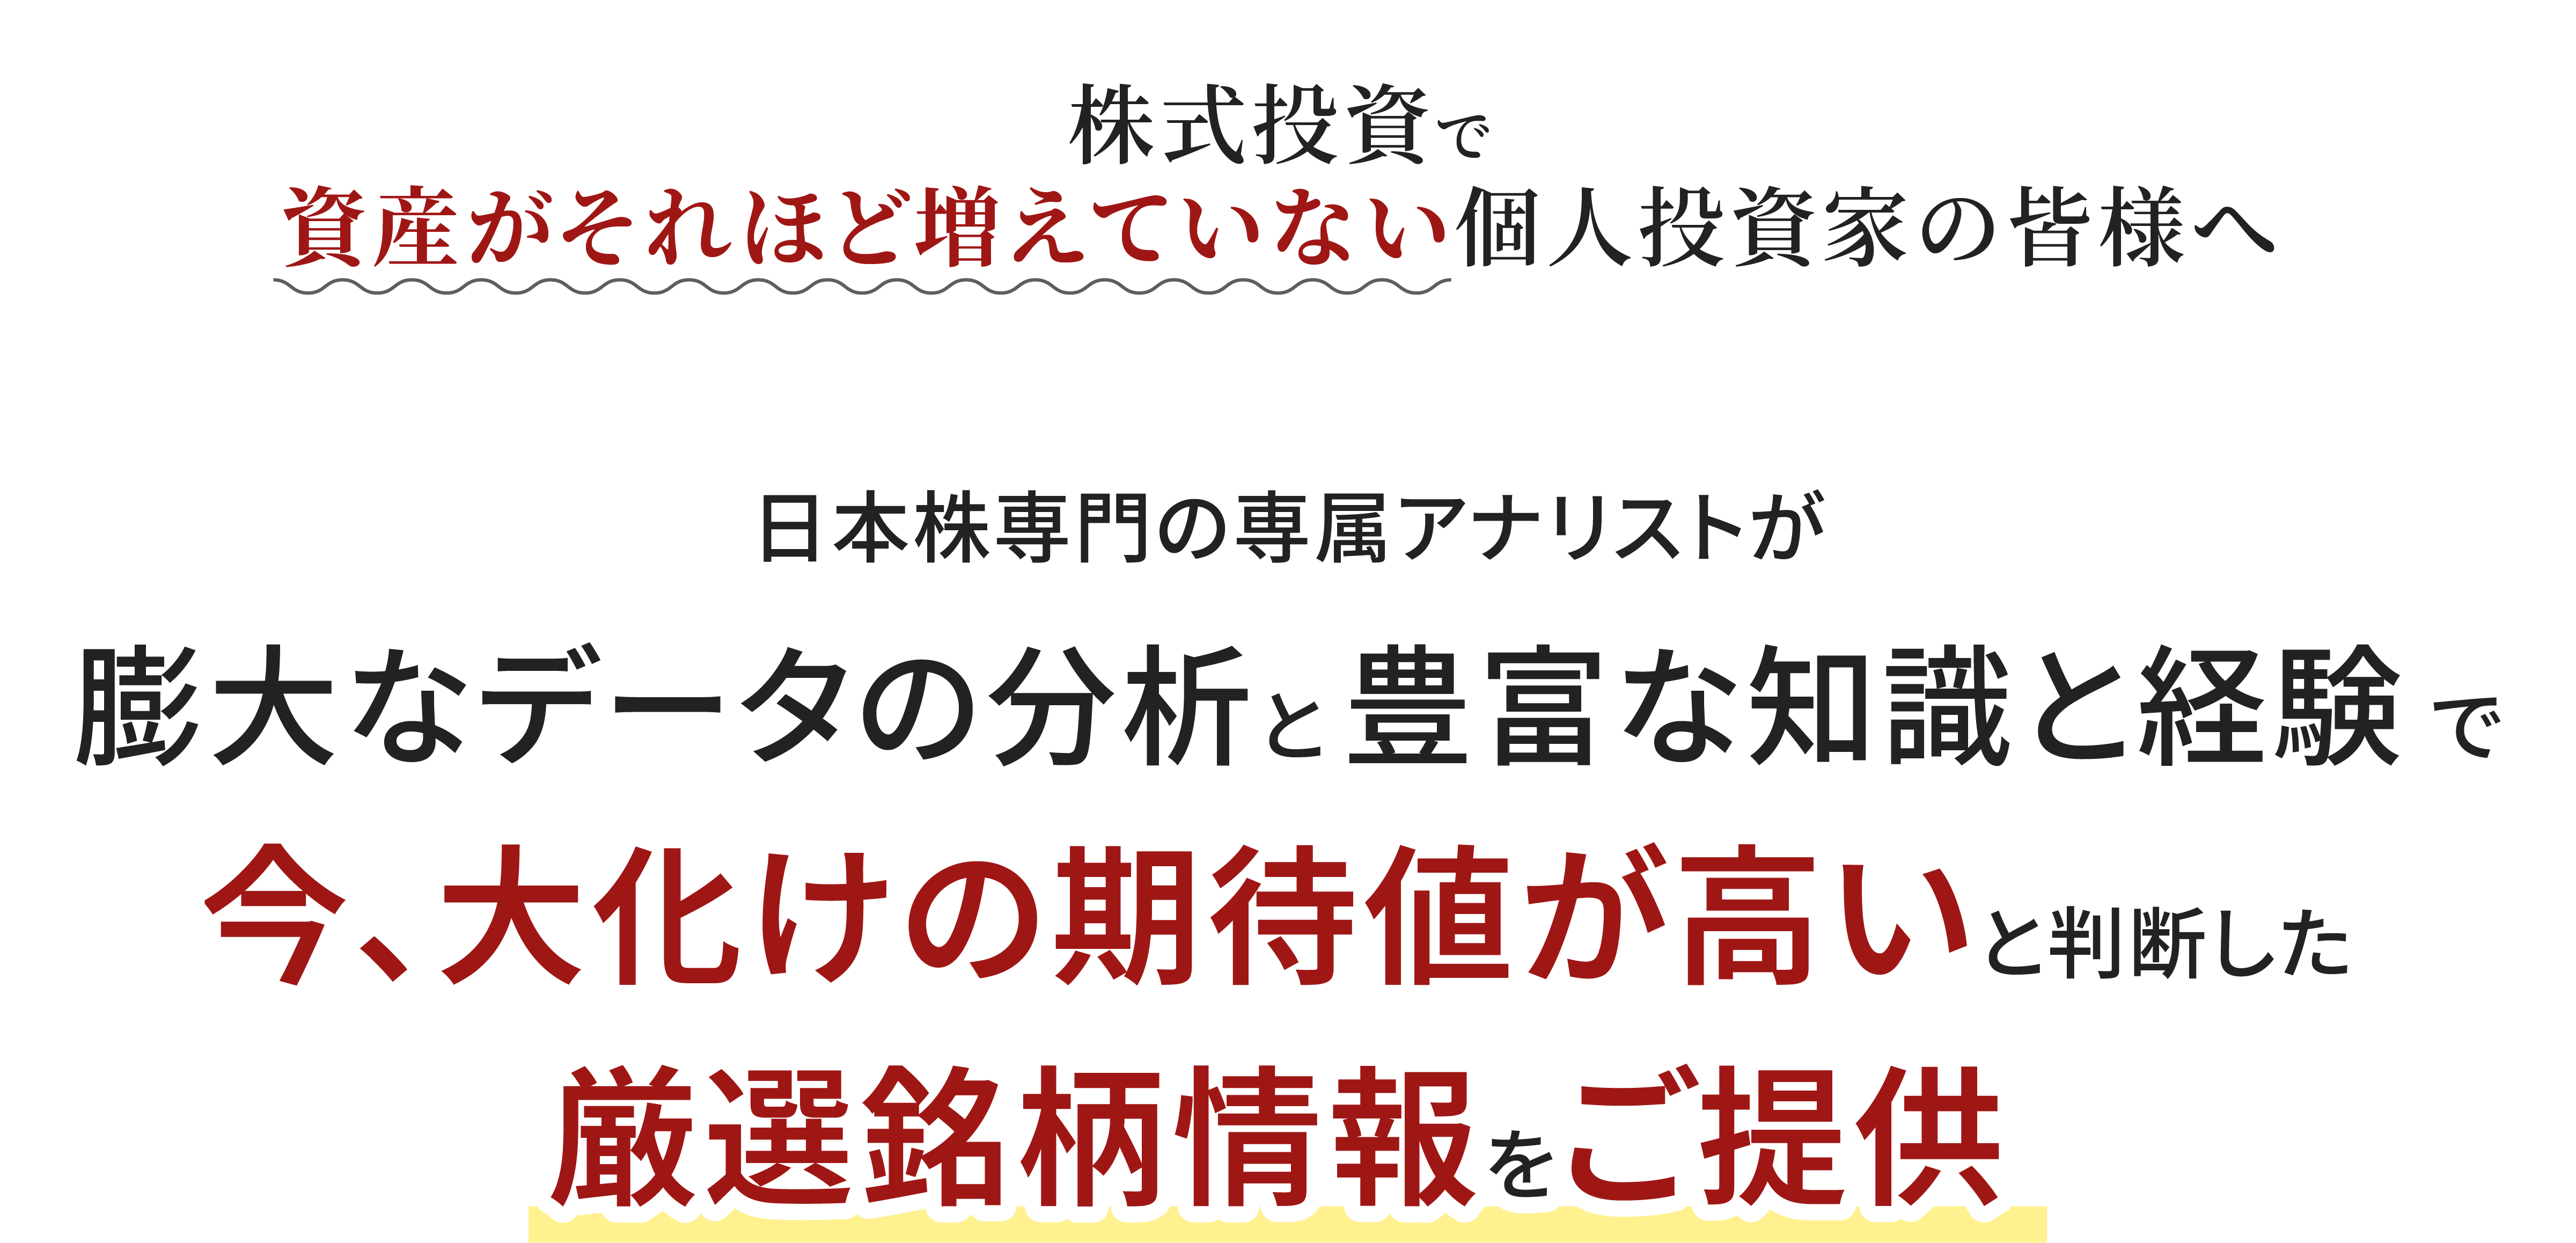 株式投資で
資産がそれほど増えていない個人投資家の皆様へ
日本株専門の専属アナリストが
膨大なデータの分析と豊富な知識と経験で
今、大化けの期待値が高いと判断した
厳選銘柄情報をご提供